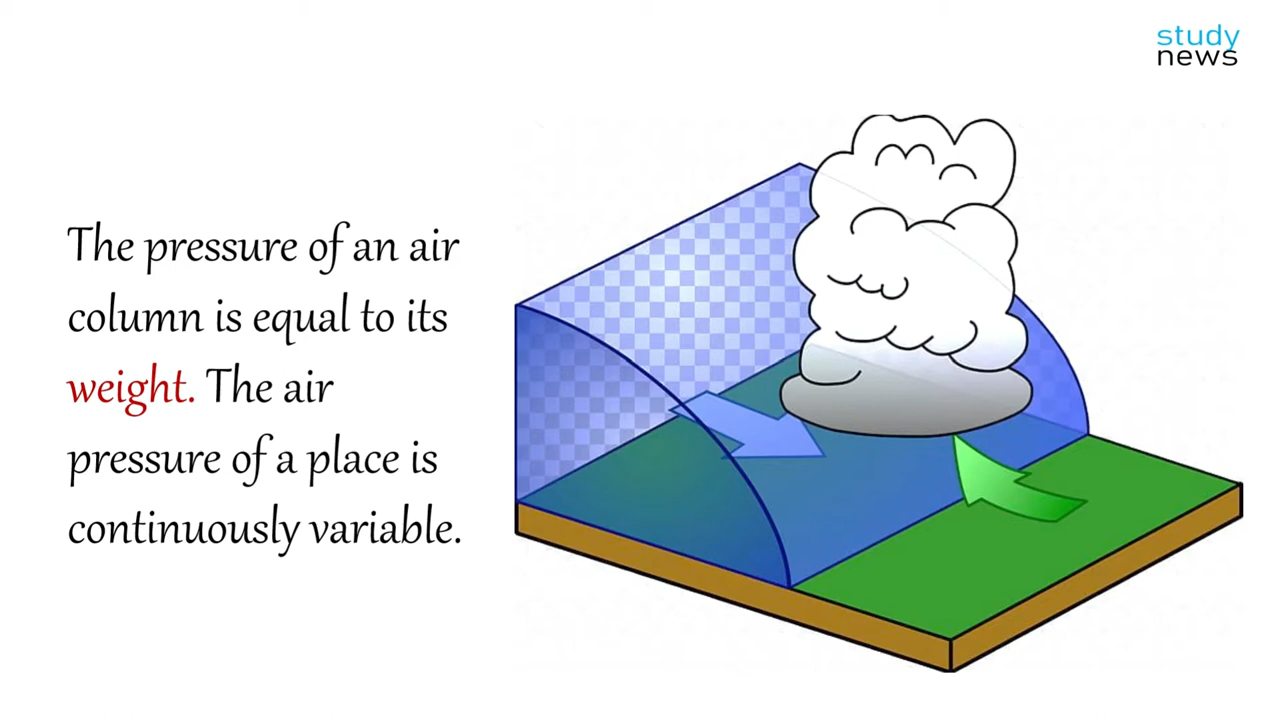 study
news
The pressure of an air
column is equal to its
weight. The air
pressure of a place is
continuously variable.